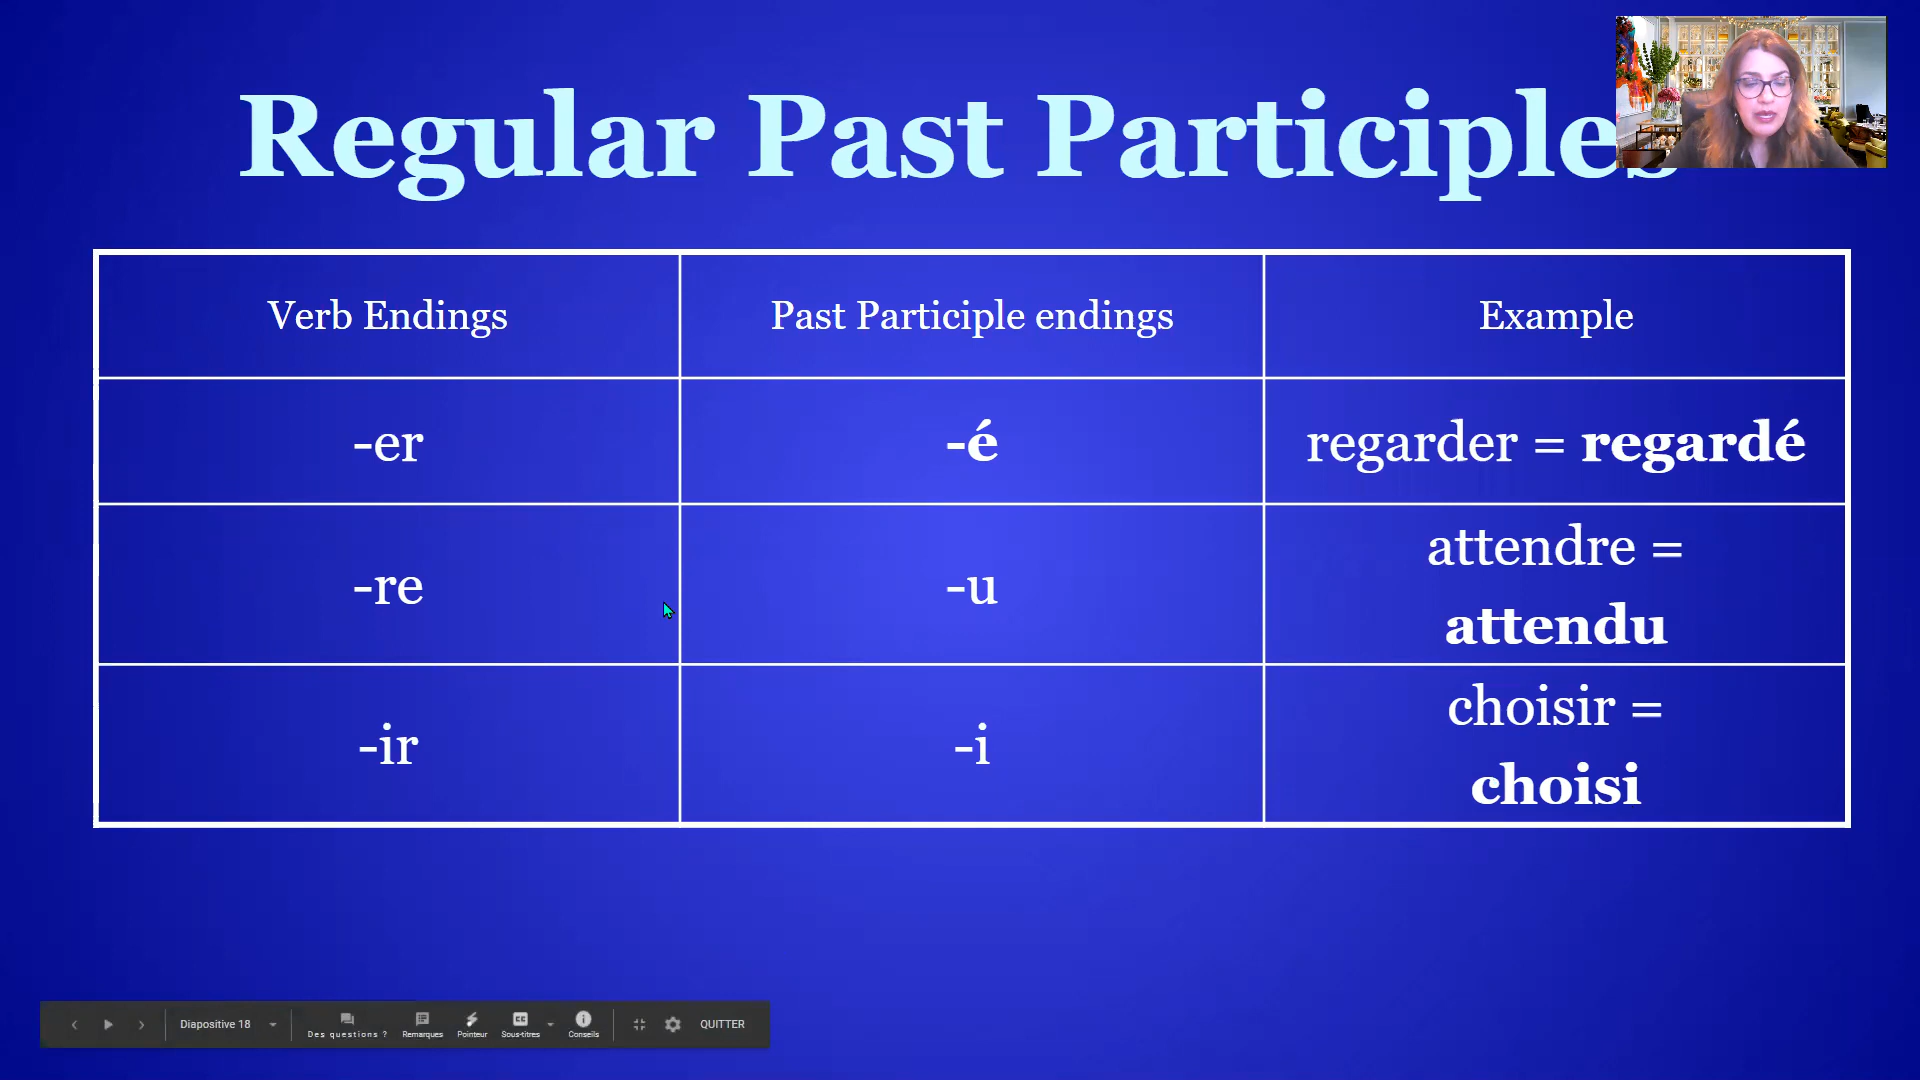 Regular Past Participles
Verb Endings
Past Participle endings
Example
-er
-é
regarder = regardé
-re
-u
attendre =
attendu
-ir
-i
choisir =
choisi
Diapositive 18
Des questions ?
Remarques
Pointeur
CC
Sous-titres
Conseils
QUITTER